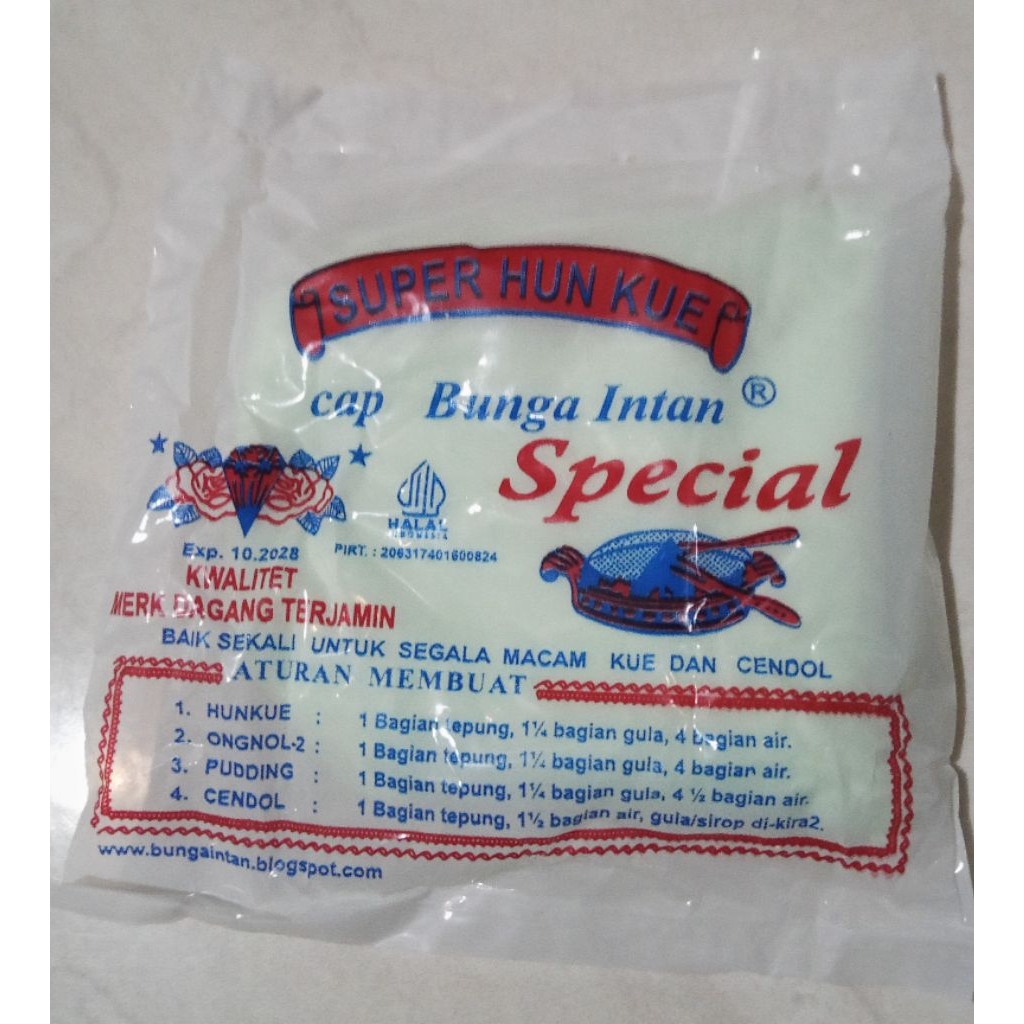 SUPER HUN KUE
cap Bunga Intan ®
Special
HALAL
INDONESIA
Exp. 10.2028
PIRT. : 206317401600824
KWALITET
MERK DAGANG TERJAMIN
BAIK SEKALI UNTUK SEGALA MACAM KUE DAN CENDOL
ATURAN MEMBUAT
1. HUNKUE : 1 Bagian tepung, 1¼ bagian gula, 4 bagian air.
2. ONGNOL-2 : 1 Bagian tepung, 1¼ bagian gula, 4 bagian air.
3. PUDDING : 1 Bagian tepung, 1¼ bagian gula, 4 ½ bagian air.
4. CENDOL : 1 Bagian tepung, 1½ bagian air, gula/sirop di-kira2.
www.bungaintan.blogspot.com